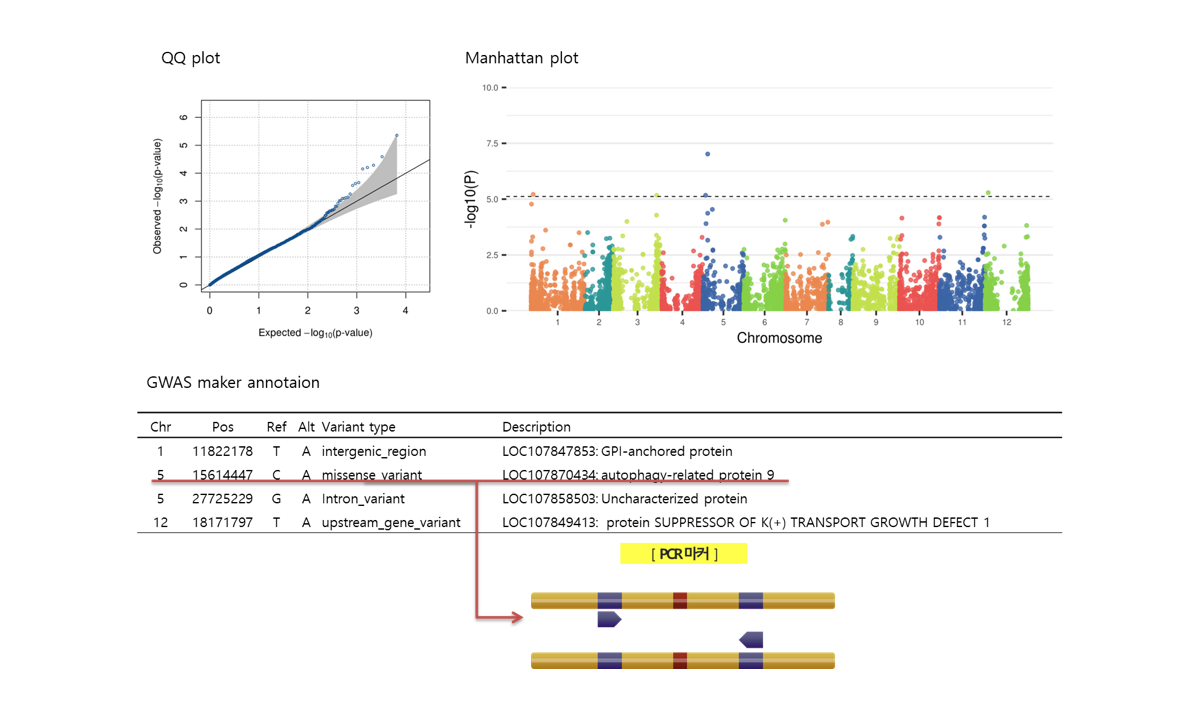 QQ plot
Manhattan plot
Observed −log10(p-value)
6
5
4
3
2
1
0
0 1 2 3 4
Expected −log10(p-value)
-log10(P)
10.0
7.5
5.0
2.5
0.0
1 2 3 4 5 6 7 8 9 10 11 12
Chromosome
GWAS maker annotaion
Chr Pos Ref Alt Variant type Description
1 11822178 T A intergenic_region LOC107847853: GPI-anchored protein
5 15614447 C A missense_variant LOC107870434: autophagy-related protein 9
5 27725229 G A Intron_variant LOC107858503: Uncharacterized protein
12 18171797 T A upstream_gene_variant LOC107849413: protein SUPPRESSOR OF K(+) TRANSPORT GROWTH DEFECT 1
[ PCR 마커 ]